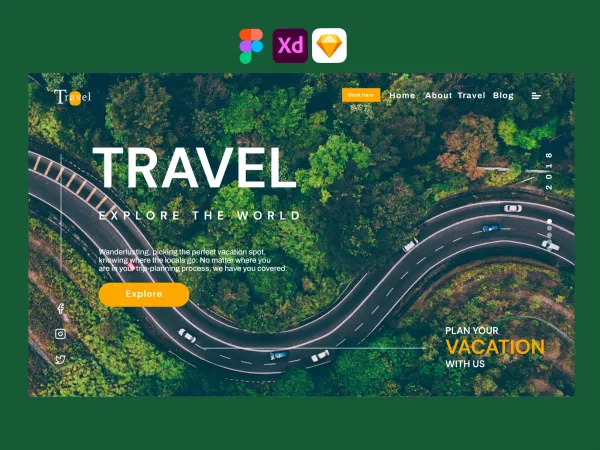 Xd
Travel
Book Here
Home About Travel Blog
TRAVEL
EXPLORE THE WORLD
2018
Wanderlusting, picking the perfect vacation spot,
knowing where the locals go: No matter where you
are in your trip-planning process, we have you covered.
Explore
PLAN YOUR
VACATION
WITH US